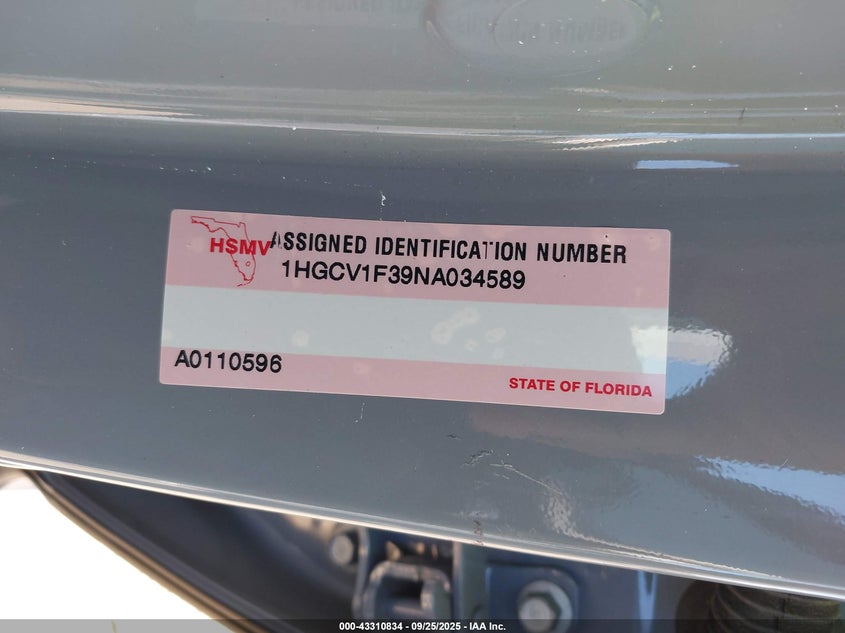 HSMV ASSIGNED IDENTIFICATION NUMBER
1HGCV1F39NA034589
A0110596
STATE OF FLORIDA
000-43310834 - 09/25/2025 - IAA Inc.